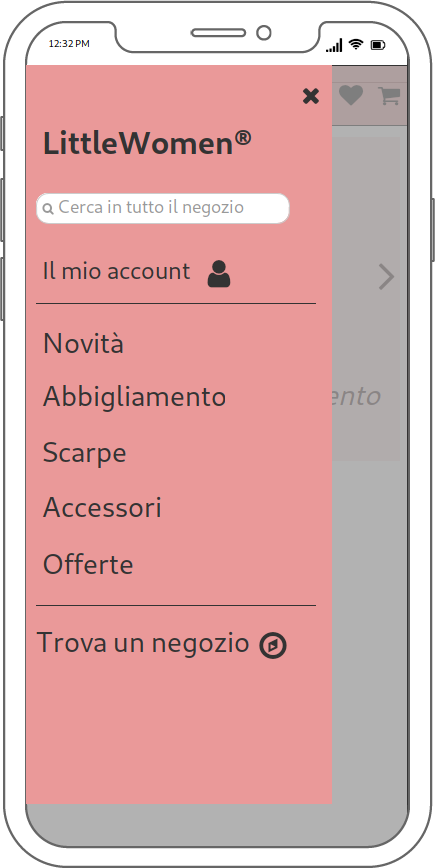 12:32 PM
LittleWomen®
Cerca in tutto il negozio
Il mio account
Novità
Abbigliamento
ento
Scarpe
Accessori
Offerte
Trova un negozio